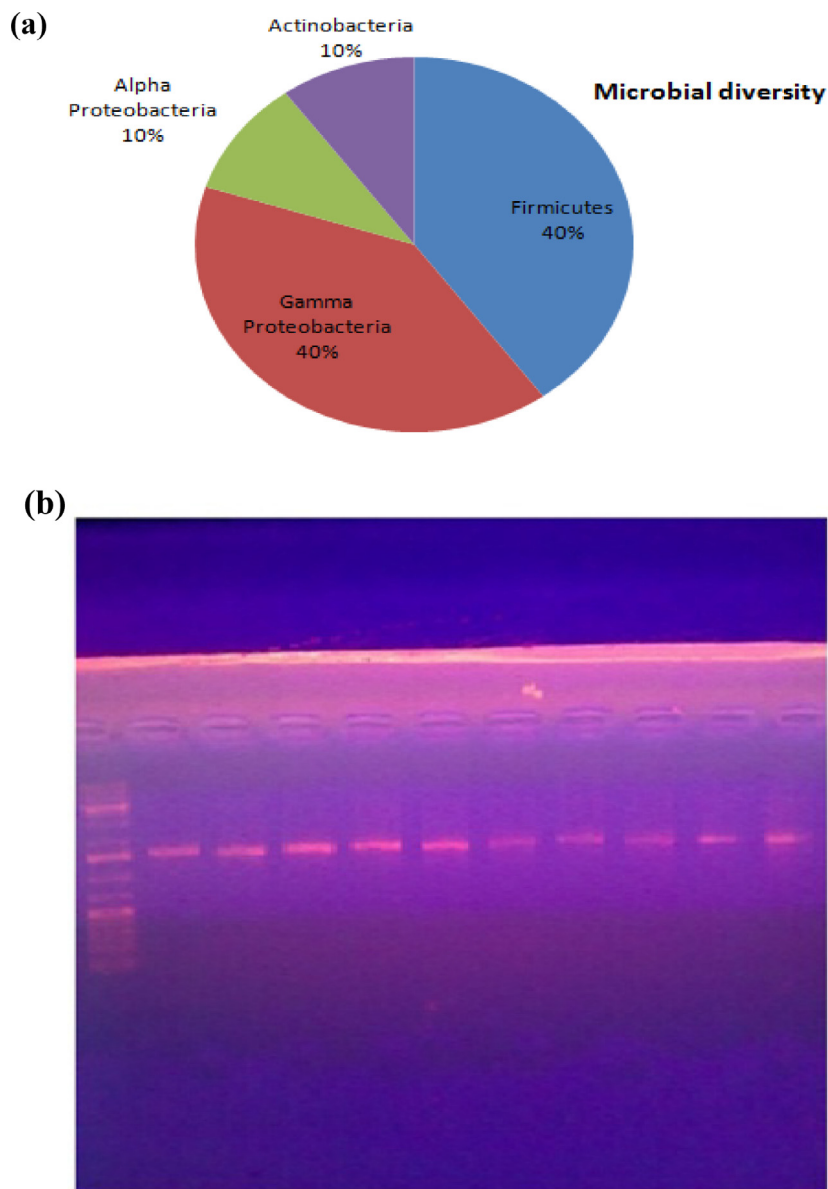 (a)
Actinobacteria
10%
Alpha
Proteobacteria
10%
Microbial diversity
Firmicutes
40%
Gamma
Proteobacteria
40%
(b)